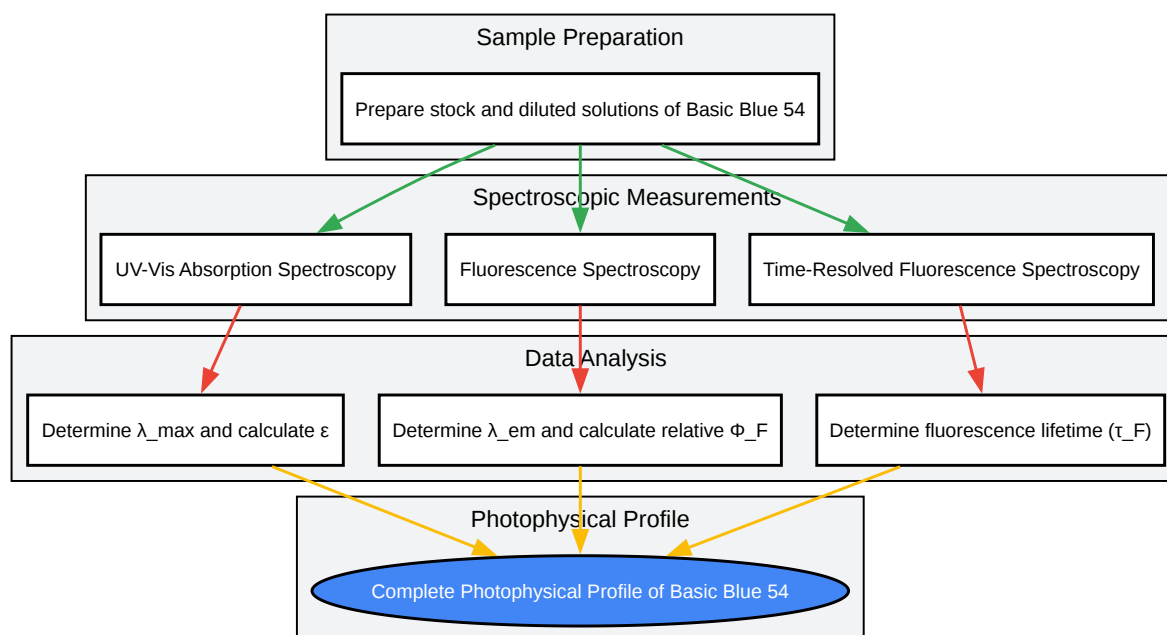 Sample Preparation
Prepare stock and diluted solutions of Basic Blue 54
Spectroscopic Measurements
UV-Vis Absorption Spectroscopy
Fluorescence Spectroscopy
Time-Resolved Fluorescence Spectroscopy
Data Analysis
Determine λ_max and calculate ε
Determine λ_em and calculate relative Φ_F
Determine fluorescence lifetime (τ_F)
Photophysical Profile
Complete Photophysical Profile of Basic Blue 54